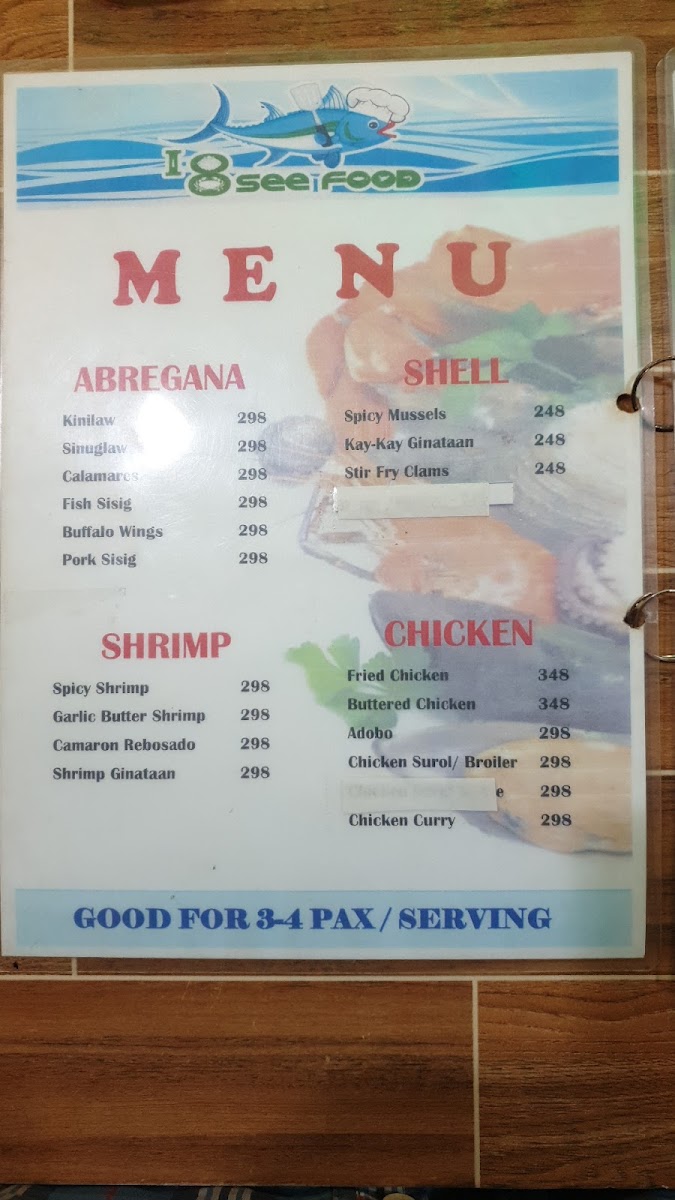 I 8 SEE FOOD
MENU
ABREGANA
Kinilaw 298
Sinuglaw 298
Calamares 298
Fish Sisig 298
Buffalo Wings 298
Pork Sisig 298
SHELL
Spicy Mussels 248
Kay-Kay Ginataan 248
Stir Fry Clams 248
SHRIMP
Spicy Shrimp 298
Garlic Butter Shrimp 298
Camaron Rebosado 298
Shrimp Ginataan 298
CHICKEN
Fried Chicken 348
Buttered Chicken 348
Adobo 298
Chicken Surol/ Broiler 298
298
Chicken Curry 298
GOOD FOR 3-4 PAX / SERVING